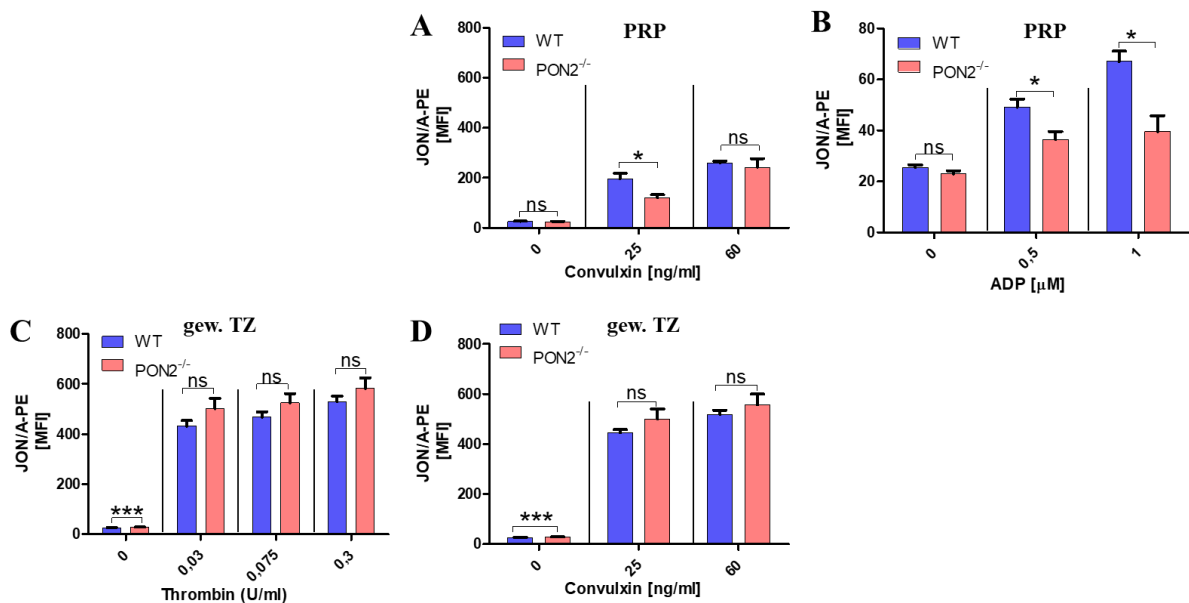 A
PRP
WT
PON2-/-
JON/A-PE
[MFI]
800
600
400
200
0
ns
*
ns
0
25
60
Convulxin [ng/ml]
B
PRP
WT
PON2-/-
JON/A-PE
[MFI]
80
60
40
20
0
ns
*
*
0
0,5
1
ADP [µM]
C
gew. TZ
WT
PON2-/-
JON/A-PE
[MFI]
800
600
400
200
0
***
ns
ns
ns
0
0,03
0,075
0,3
Thrombin (U/ml)
D
gew. TZ
WT
PON2-/-
JON/A-PE
[MFI]
800
600
400
200
0
***
ns
ns
0
25
60
Convulxin [ng/ml]